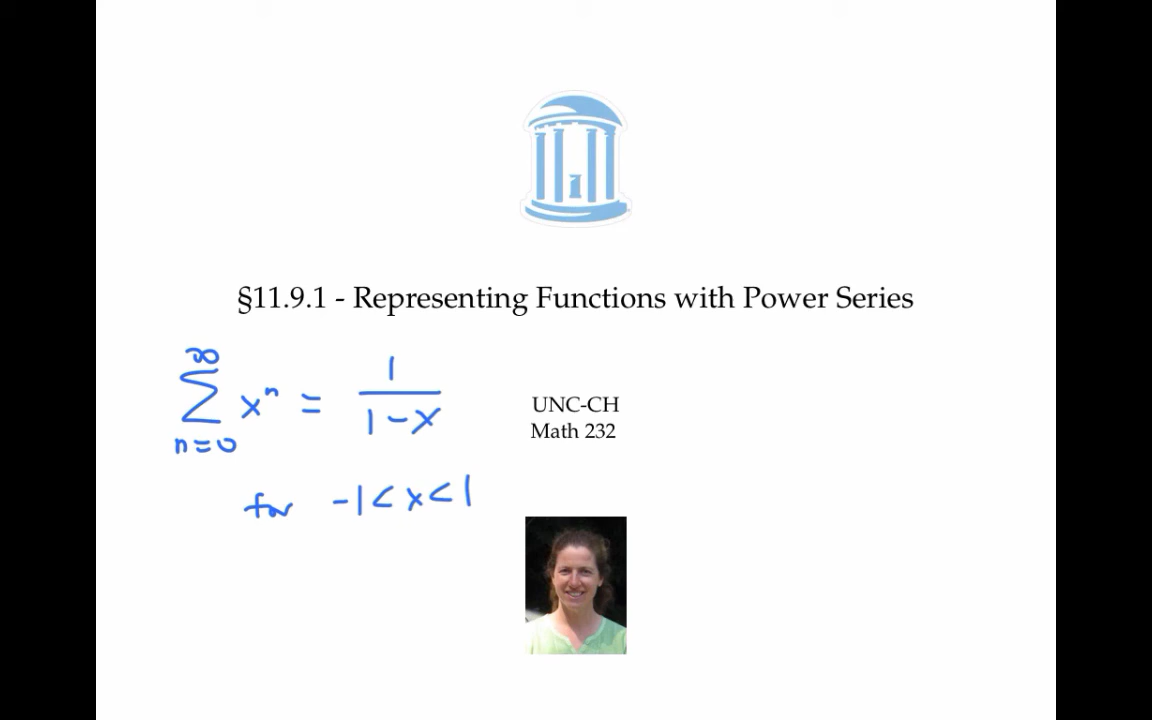 §11.9.1 - Representing Functions with Power Series
∞
∑ xⁿ = 1/(1-x)
n=0
for -1<x<1
UNC-CH
Math 232